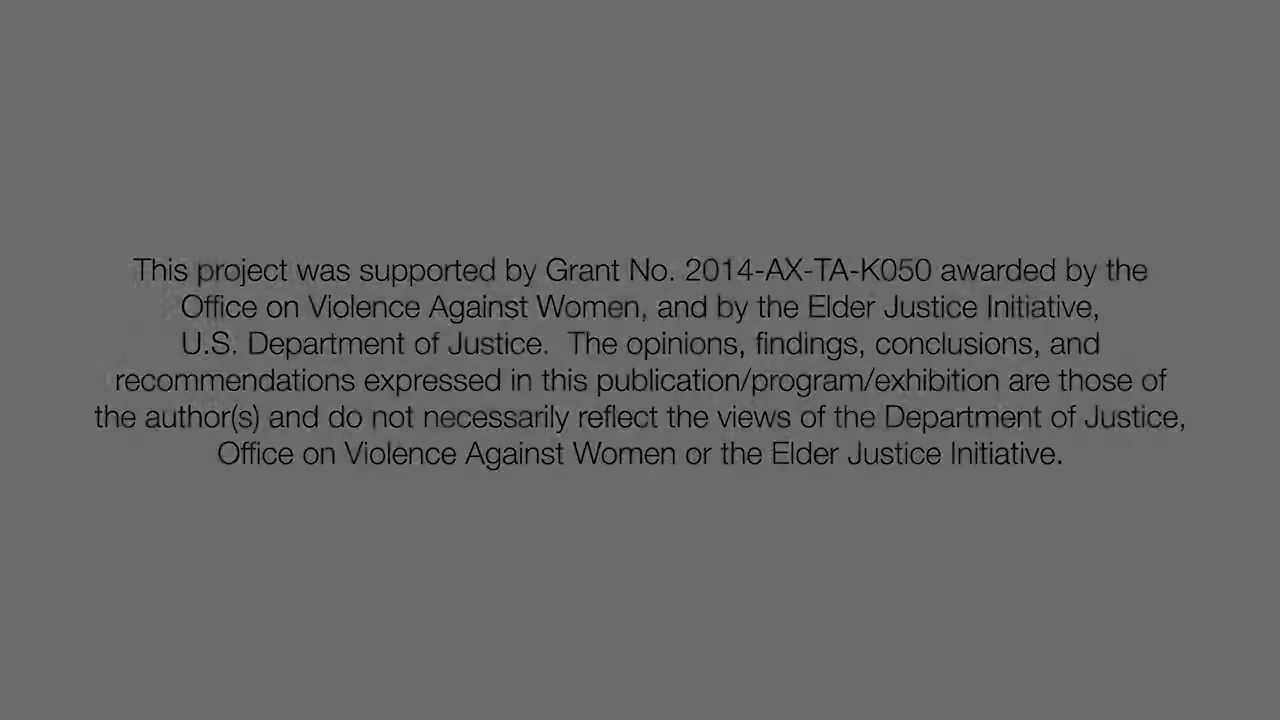 This project was supported by Grant No. 2014-AX-TA-K050 awarded by the
Office on Violence Against Women, and by the Elder Justice Initiative,
U.S. Department of Justice.  The opinions, findings, conclusions, and
recommendations expressed in this publication/program/exhibition are those of
the author(s) and do not necessarily reflect the views of the Department of Justice,
Office on Violence Against Women or the Elder Justice Initiative.